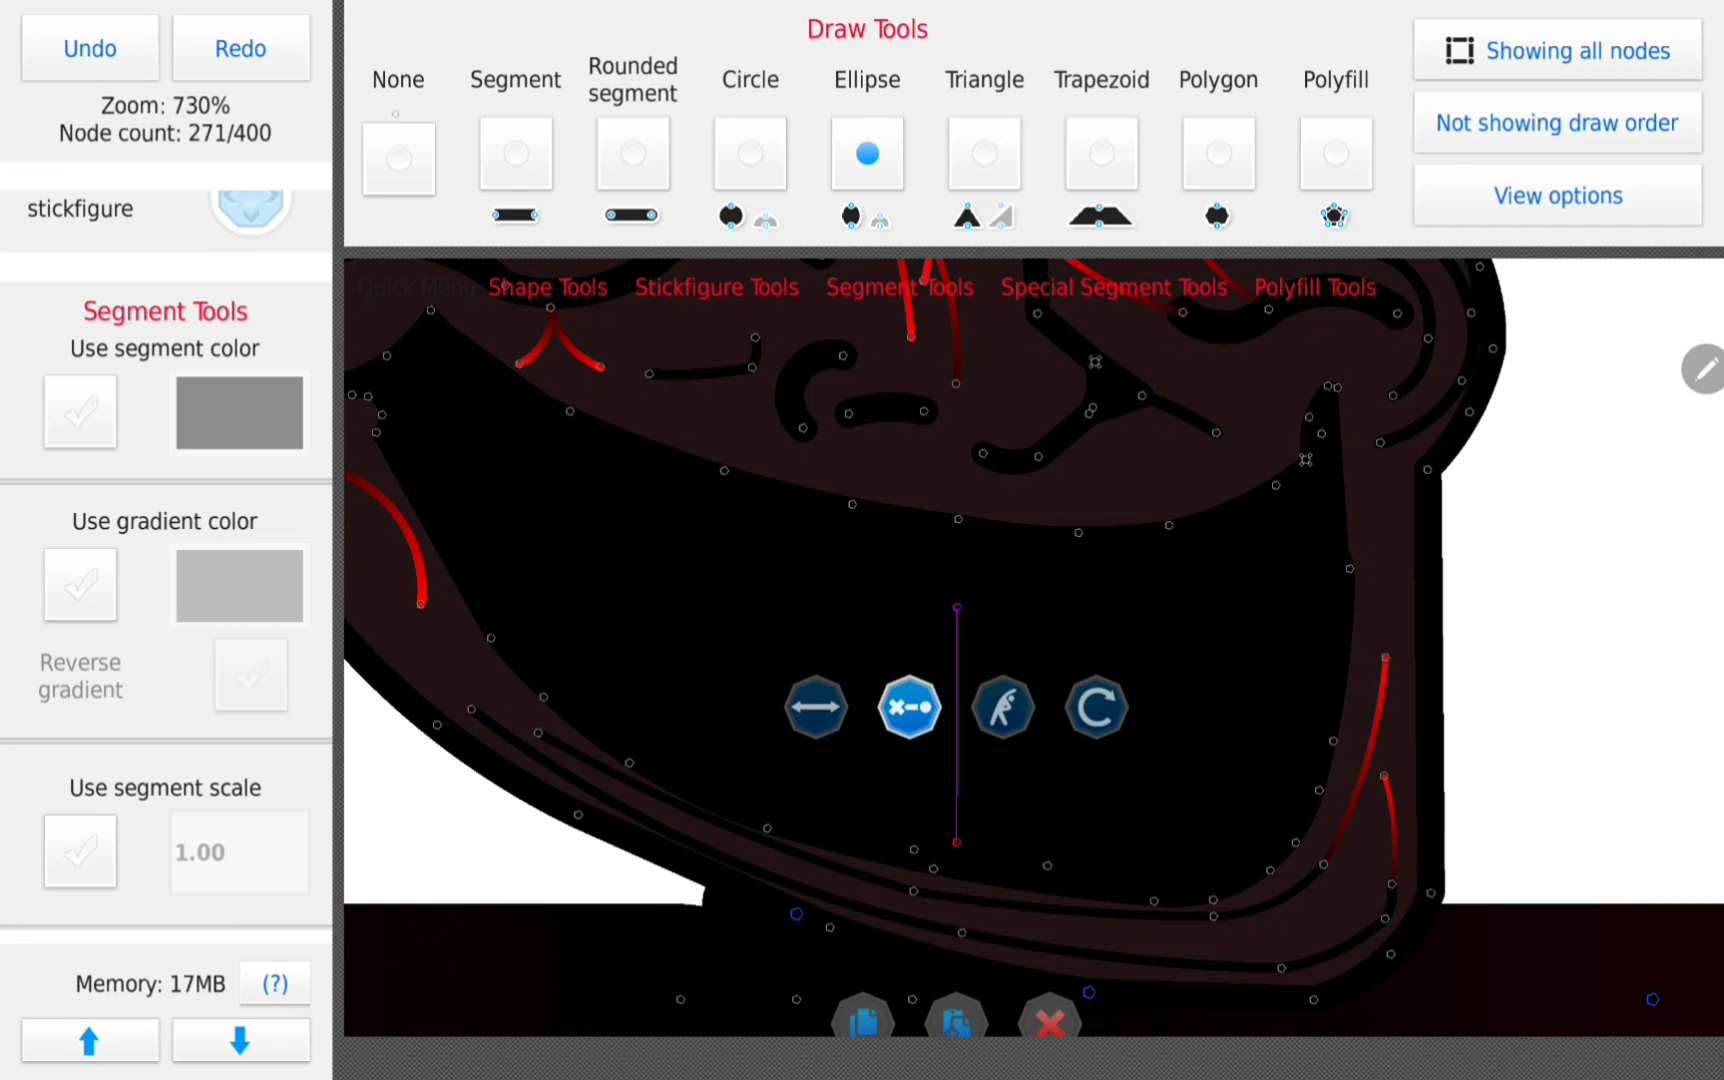 Undo
Redo
Zoom: 730%
Node count: 271/400
stickfigure
Segment Tools
Use segment color
Use gradient color
Reverse
gradient
Use segment scale
1.00
Memory: 17MB
(?)
Draw Tools
None
Segment
Rounded
segment
Circle
Ellipse
Triangle
Trapezoid
Polygon
Polyfill
Showing all nodes
Not showing draw order
View options
Quick Menu
Shape Tools
Stickfigure Tools
Segment Tools
Special Segment Tools
Polyfill Tools